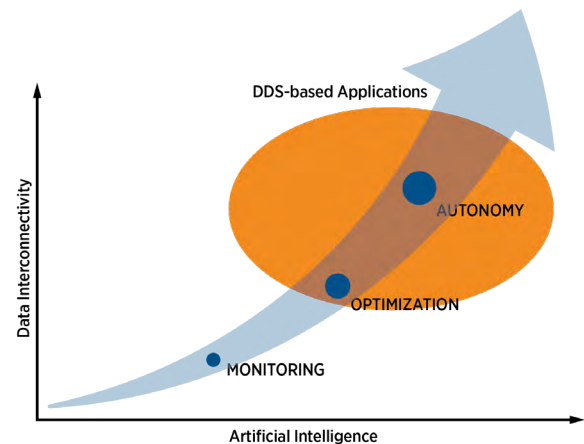 DDS-based Applications
Data Interconnectivity
AUTONOMY
OPTIMIZATION
MONITORING
Artificial Intelligence